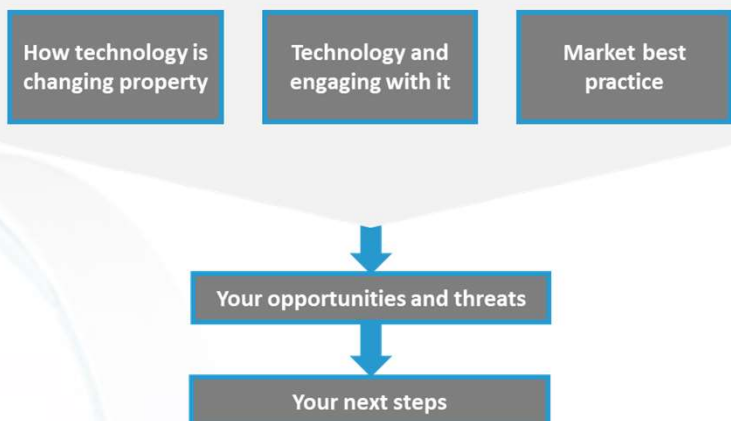 How technology is
changing property
Technology and
engaging with it
Market best
practice
Your opportunities and threats
Your next steps